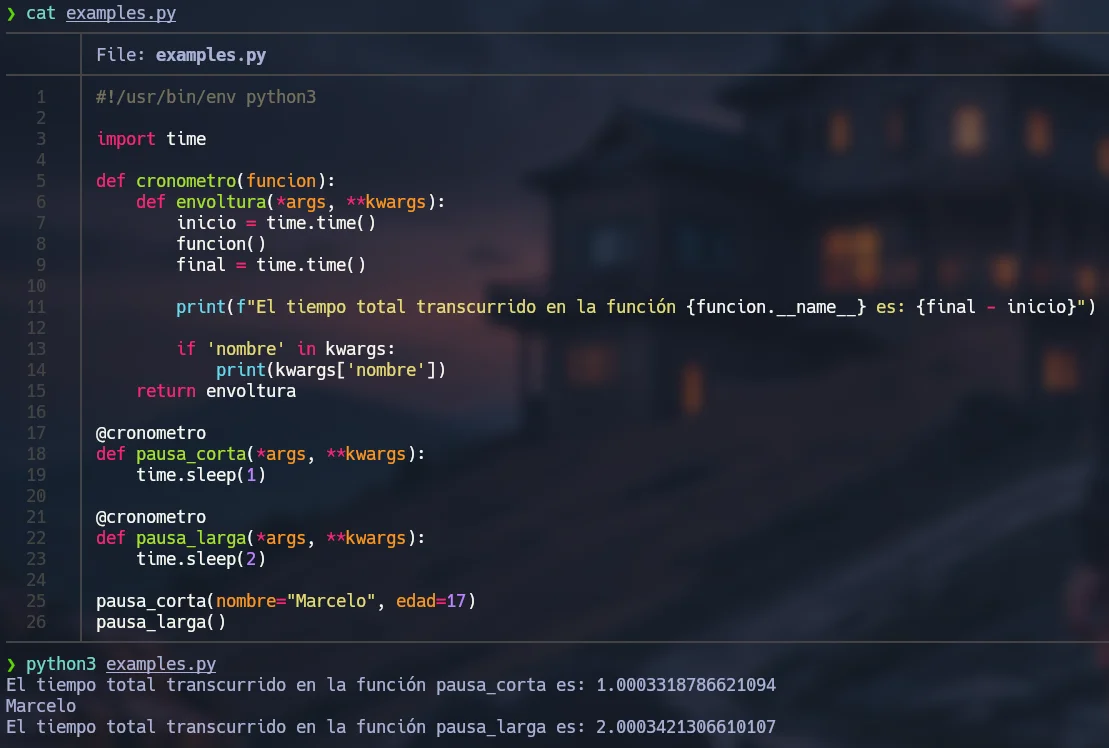 ❯ cat examples.py
File: examples.py
1 #!/usr/bin/env python3
2
3 import time
4
5 def cronometro(funcion):
6     def envoltura(*args, **kwargs):
7         inicio = time.time()
8         funcion()
9         final = time.time()
10
11         print(f"El tiempo total transcurrido en la función {funcion.__name__} es: {final - inicio}")
12
13         if 'nombre' in kwargs:
14             print(kwargs['nombre'])
15     return envoltura
16
17 @cronometro
18 def pausa_corta(*args, **kwargs):
19     time.sleep(1)
20
21 @cronometro
22 def pausa_larga(*args, **kwargs):
23     time.sleep(2)
24
25 pausa_corta(nombre="Marcelo", edad=17)
26 pausa_larga()
❯ python3 examples.py
El tiempo total transcurrido en la función pausa_corta es: 1.0003318786621094
Marcelo
El tiempo total transcurrido en la función pausa_larga es: 2.0003421306610107